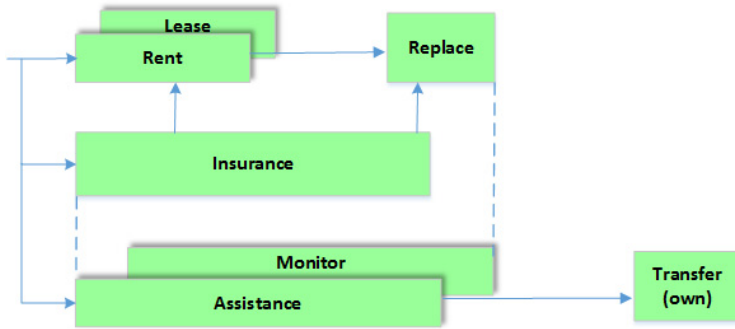 Lease
Rent
Replace
Insurance
Monitor
Assistance
Transfer
(own)